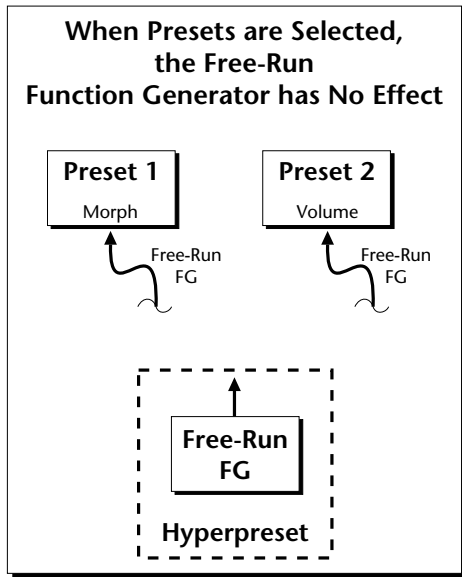 When Presets are Selected,
the Free-Run
Function Generator has No Effect
Preset 1
Morph
Free-Run
FG
Preset 2
Volume
Free-Run
FG
Free-Run
FG
Hyperpreset